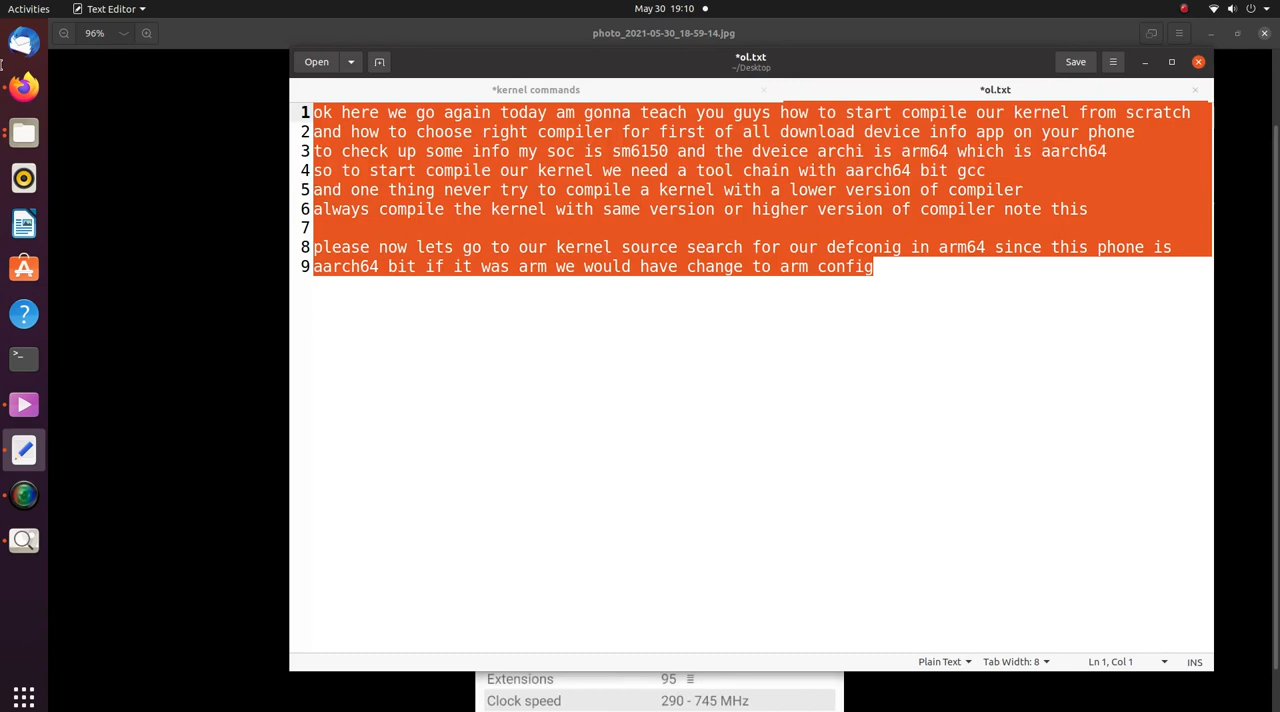 Activities
Text Editor
May 30 19:10
96%
photo_2021-05-30_18-59-14.jpg
Open
*ol.txt
~/Desktop
Save
*kernel commands
*ol.txt
1 ok here we go again today am gonna teach you guys how to start compile our kernel from scratch
2 and how to choose right compiler for first of all download device info app on your phone
3 to check up some info my soc is sm6150 and the dveice archi is arm64 which is aarch64
4 so to start compile our kernel we need a tool chain with aarch64 bit gcc
5 and one thing never try to compile a kernel with a lower version of compiler
6 always compile the kernel with same version or higher version of compiler note this
7
8 please now lets go to our kernel source search for our defconig in arm64 since this phone is
9 aarch64 bit if it was arm we would have change to arm config
Plain Text
Tab Width: 8
Ln 1, Col 1
INS
Extensions 95
Clock speed 290 - 745 MHz